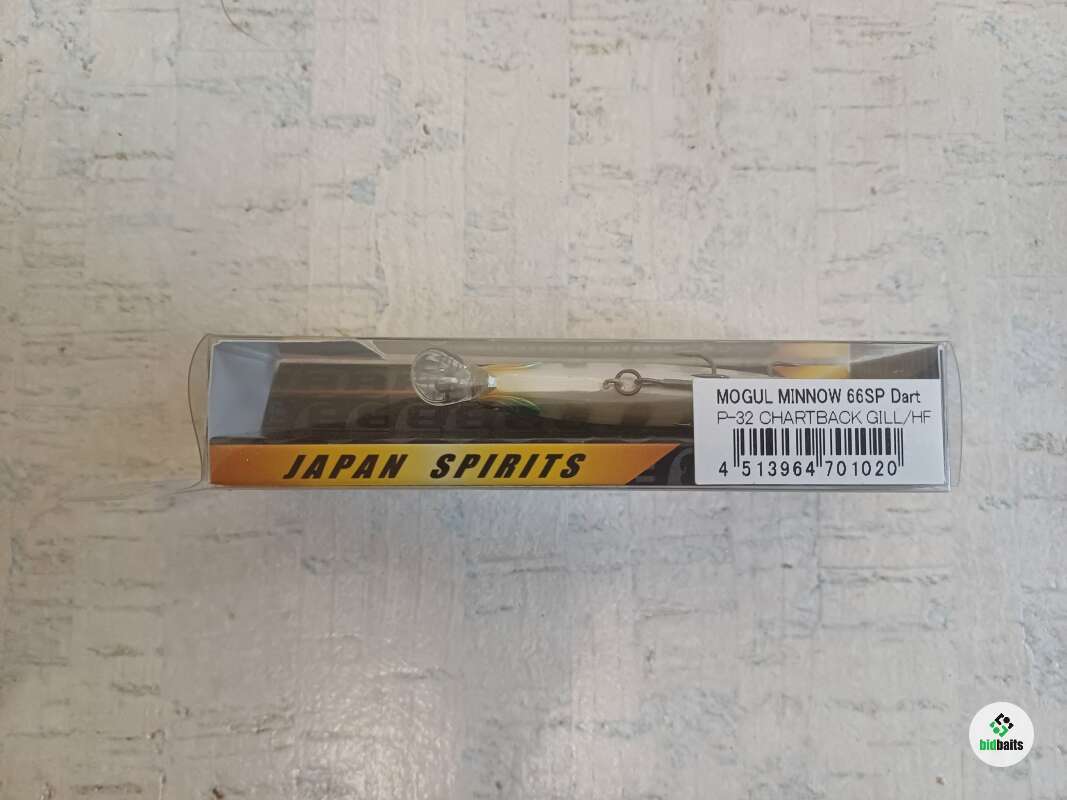 JAPAN SPIRITS
MOGUL MINNOW 66SP Dart
P-32 CHARTBACK GILL/HF
4 513964 701020
bidbaits